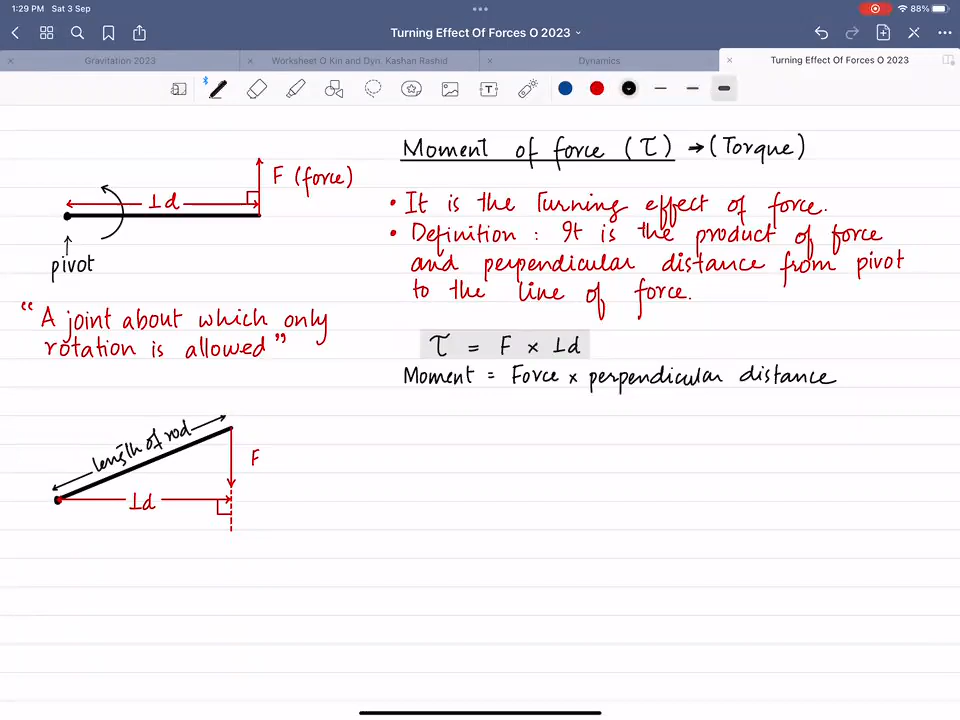 1:29 PM Sat 3 Sep
88%
Turning Effect Of Forces O 2023
Gravitation 2023
Worksheet O Kin and Dyn. Kashan Rashid
Dynamics
Turning Effect Of Forces O 2023
Moment of force (τ) → (Torque)
F (force)
⊥d
pivot
• It is the Turning effect of force.
• Definition : It is the product of force
and perpendicular distance from pivot
to the line of force.
"A joint about which only
rotation is allowed"
τ = F × ⊥d
Moment = Force × perpendicular distance
length of rod
F
⊥d